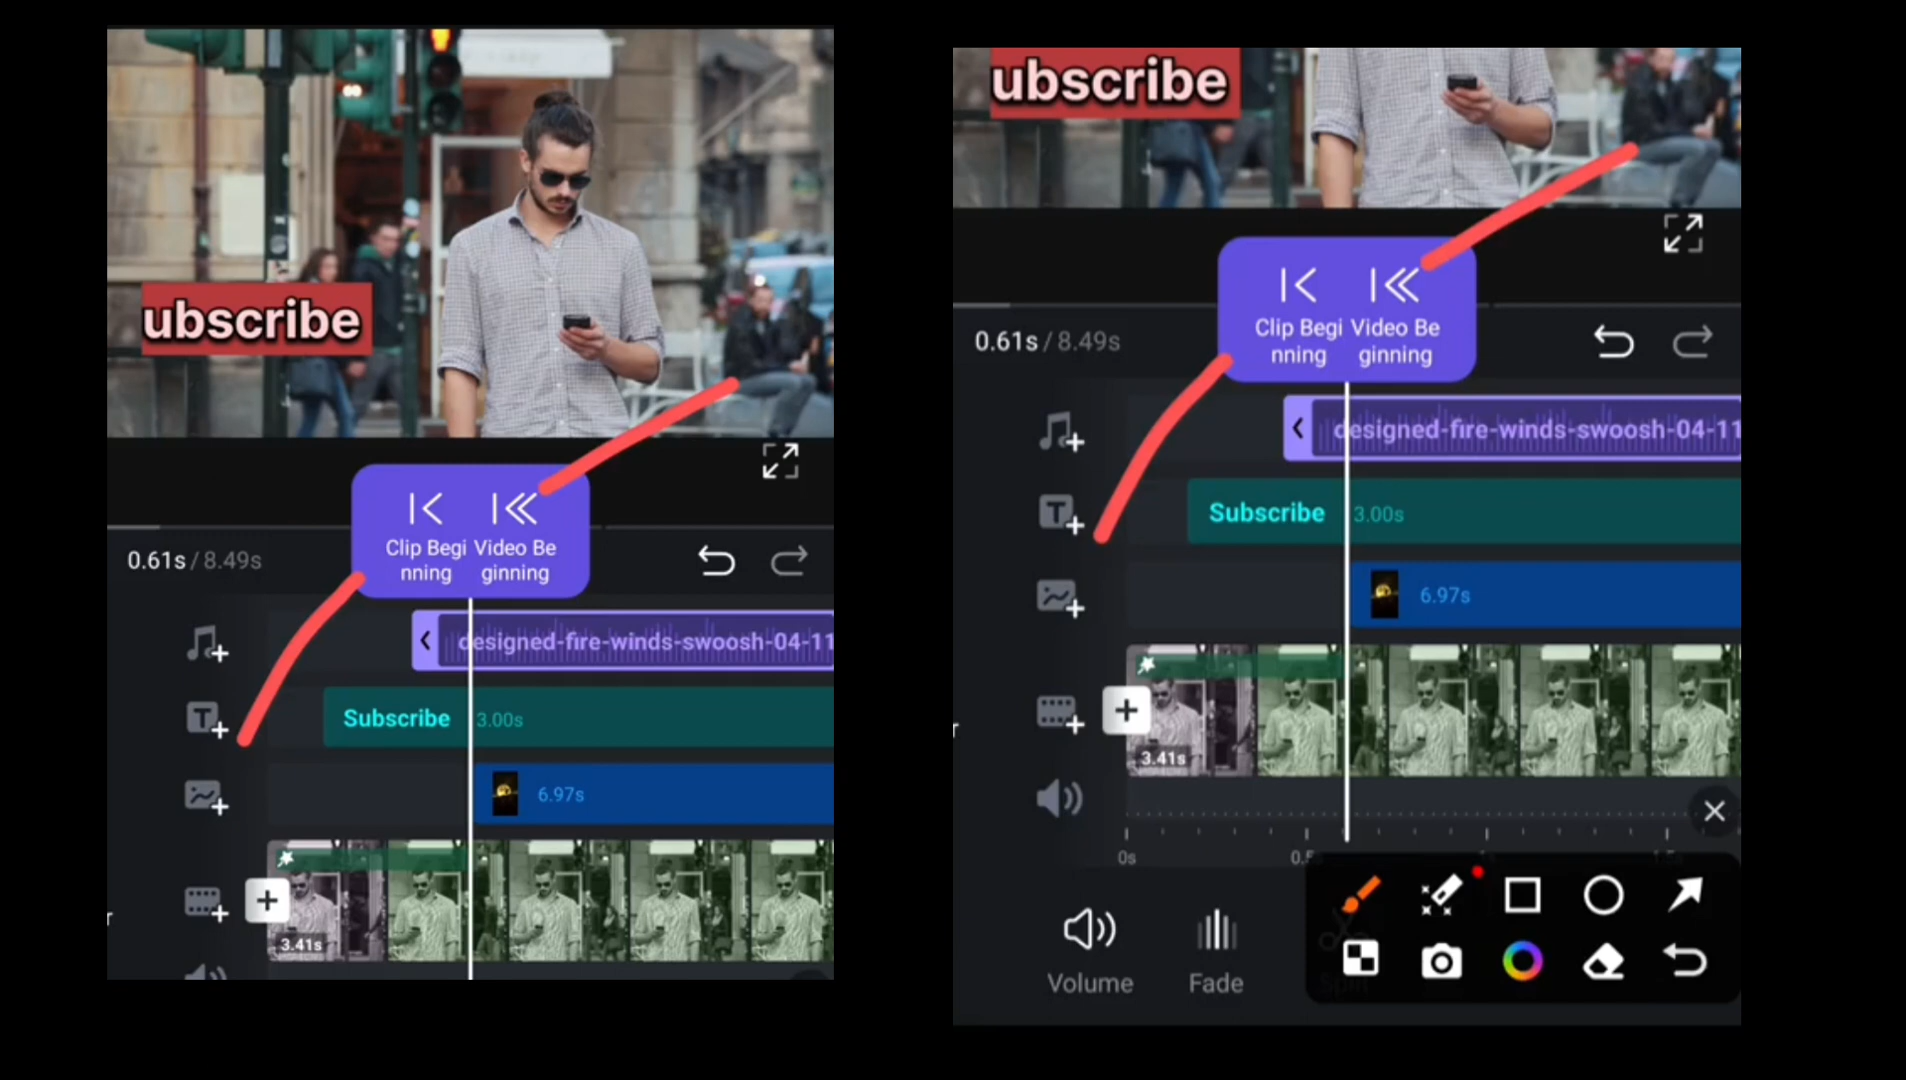 ubscribe
Clip Begi Video Be
nning ginning
0.61s / 8.49s
designed-fire-winds-swoosh-04-11
Subscribe 3.00s
6.97s
3.41s
ubscribe
Clip Begi Video Be
nning ginning
0.61s / 8.49s
designed-fire-winds-swoosh-04-11
Subscribe 3.00s
6.97s
3.41s
0s
Volume Fade